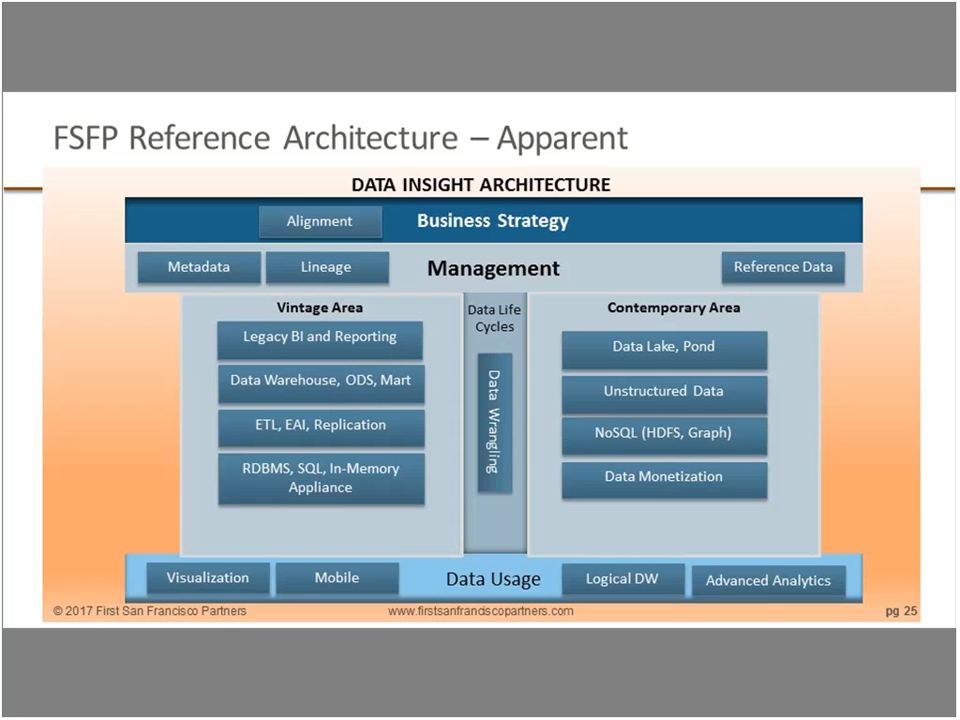 FSFP Reference Architecture – Apparent
DATA INSIGHT ARCHITECTURE
Alignment
Business Strategy
Metadata
Lineage
Management
Reference Data
Vintage Area
Legacy BI and Reporting
Data Warehouse, ODS, Mart
ETL, EAI, Replication
RDBMS, SQL, In-Memory
Appliance
Data Life
Cycles
Data Wrangling
Contemporary Area
Data Lake, Pond
Unstructured Data
NoSQL (HDFS, Graph)
Data Monetization
Visualization
Mobile
Data Usage
Logical DW
Advanced Analytics
© 2017 First San Francisco Partners
www.firstsanfranciscopartners.com
pg 25